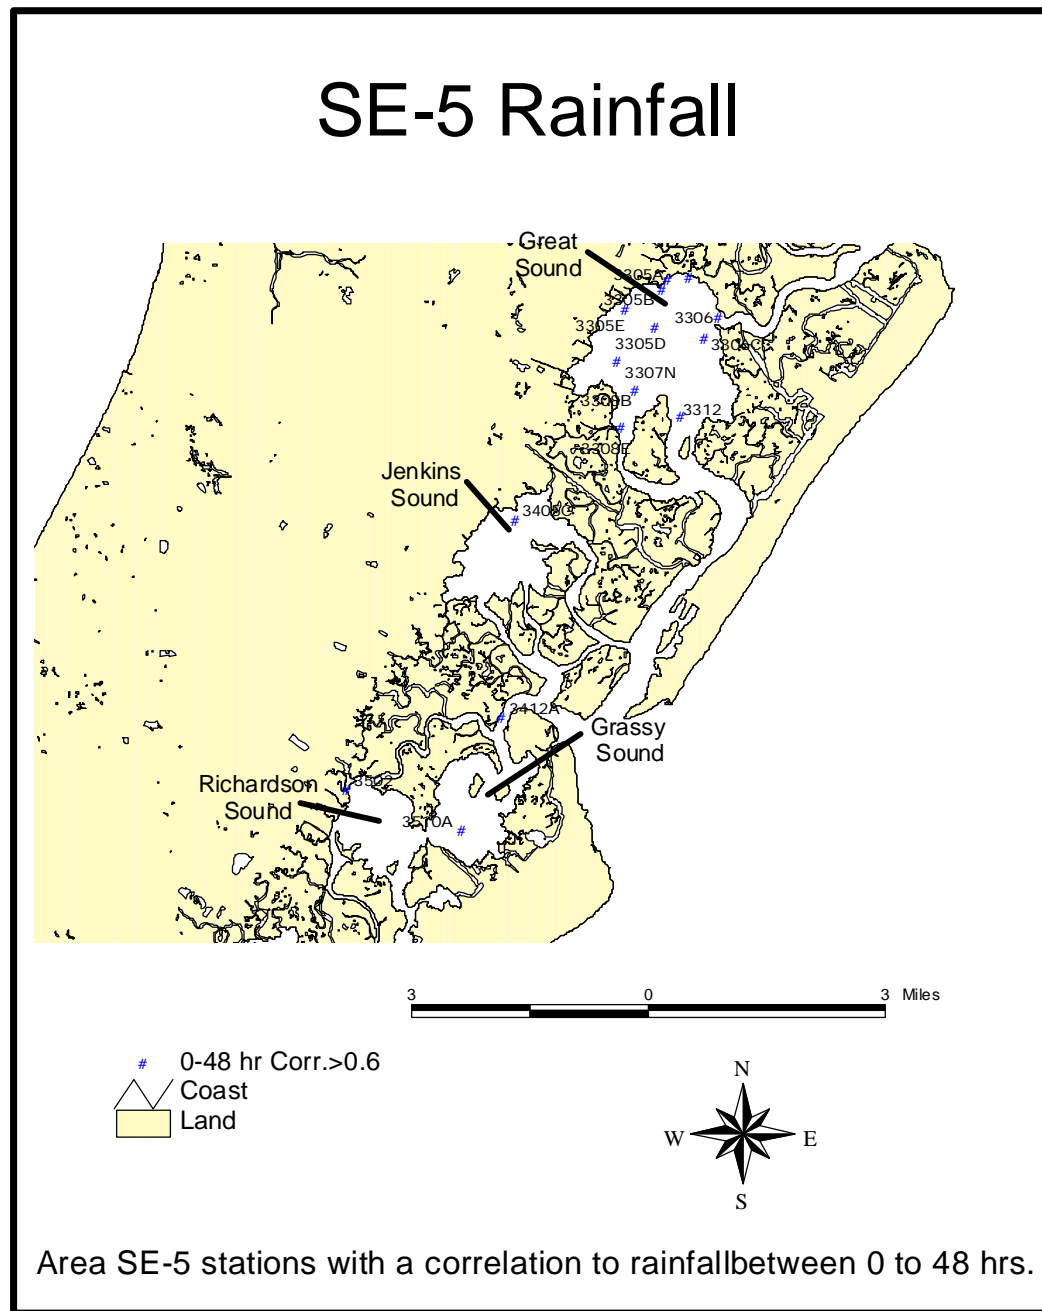 SE-5 Rainfall
Great
Sound
3305A
3305B
3305E
3306
3305D
3307N
3312
3308E
Jenkins
Sound
3412A
Grassy
Sound
Richardson
Sound
3510A
3 0 3 Miles
# 0-48 hr Corr.>0.6
Coast
Land
N
W E
S
Area SE-5 stations with a correlation to rainfallbetween 0 to 48 hrs.